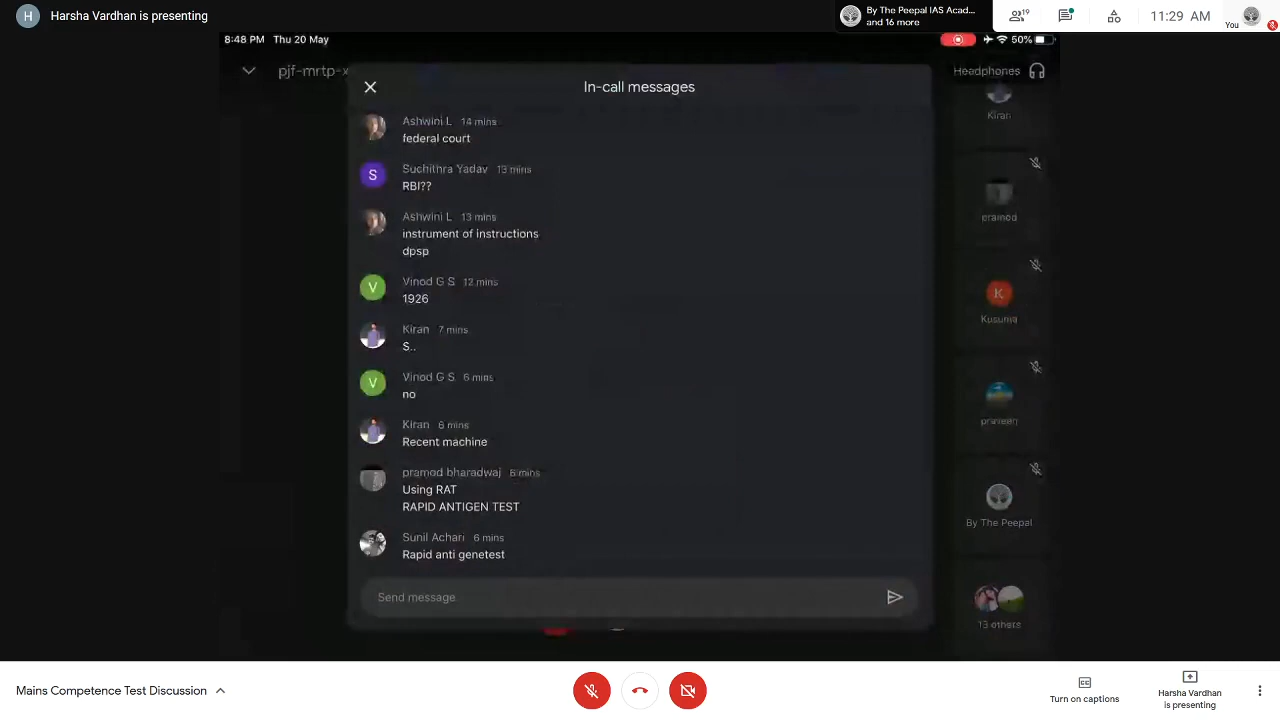 H Harsha Vardhan is presenting
By The Peepal IAS Acad...
and 16 more
19
11:29 AM
You
8:48 PM Thu 20 May
50%
pjf-mrtp-x
In-call messages
Headphones
Ashwini L 14 mins
federal court
S
Suchithra Yadav 13 mins
RBI??
Ashwini L 13 mins
instrument of instructions
dpsp
V
Vinod G S 12 mins
1926
Kiran 7 mins
S..
V
Vinod G S 6 mins
no
Kiran 6 mins
Recent machine
pramod bharadwaj 6 mins
Using RAT
RAPID ANTIGEN TEST
Sunil Achari 6 mins
Rapid anti genetest
Send message
Kiran
pramod
K
Kusuma
praveen
By The Peepal
13 others
Mains Competence Test Discussion
Turn on captions
Harsha Vardhan
is presenting